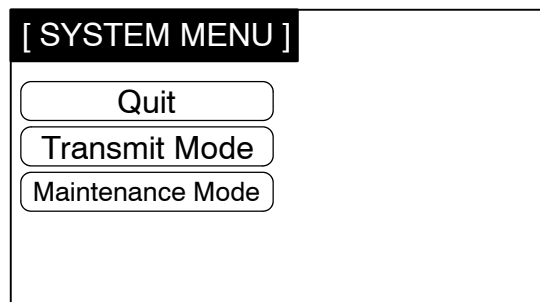 [ SYSTEM MENU ]
Quit
Transmit Mode
Maintenance Mode